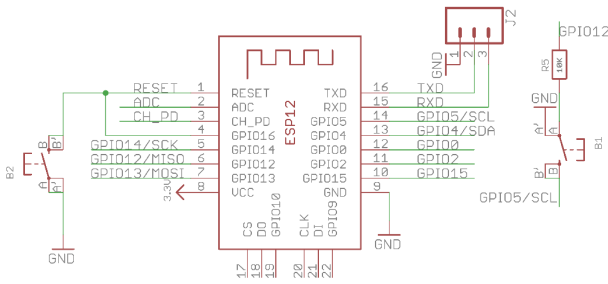 J2
GPIO12
GND
1
2
3
R5
10K
RESET
1
RESET
TXD
16
TXD
ADC
2
ADC
RXD
15
RXD
CH_PD
3
CH_PD
GPIO5
14
GPIO5/SCL
4
GPIO16
GPIO4
13
GPIO4/SDA
GPIO14/SCK
5
GPIO5
GPIO0
12
GPIO0
GPIO12/MISO
6
GPIO12
GPIO2
11
GPIO2
GPIO13/MOSI
7
GPIO13
GPIO15
10
GPIO15
3.3V
8
VCC
GND
9
ESP12
GND
A'
A
B1
B'
B
GPIO5/SCL
B
B'
B2
A
A'
GND
GND
CS
DO
GPIO10
CLK
DI
GPIO9
17
18
19
20
21
22